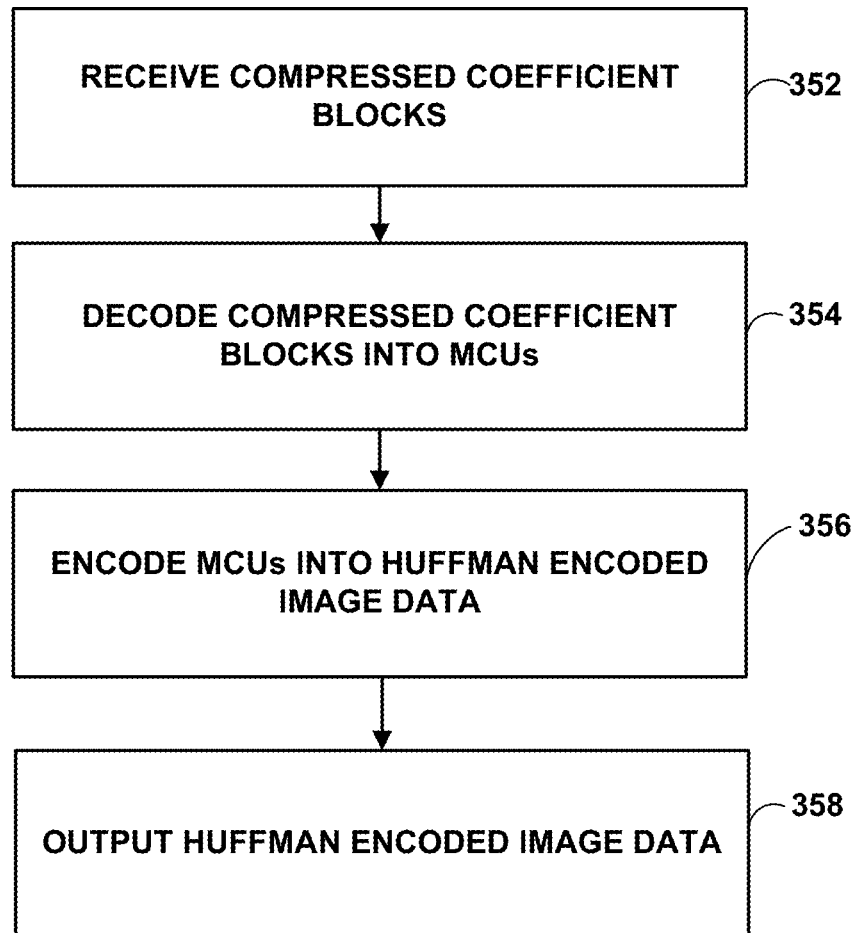 RECEIVE COMPRESSED COEFFICIENT
BLOCKS
352
DECODE COMPRESSED COEFFICIENT
BLOCKS INTO MCUs
354
ENCODE MCUs INTO HUFFMAN ENCODED
IMAGE DATA
356
OUTPUT HUFFMAN ENCODED IMAGE DATA
358